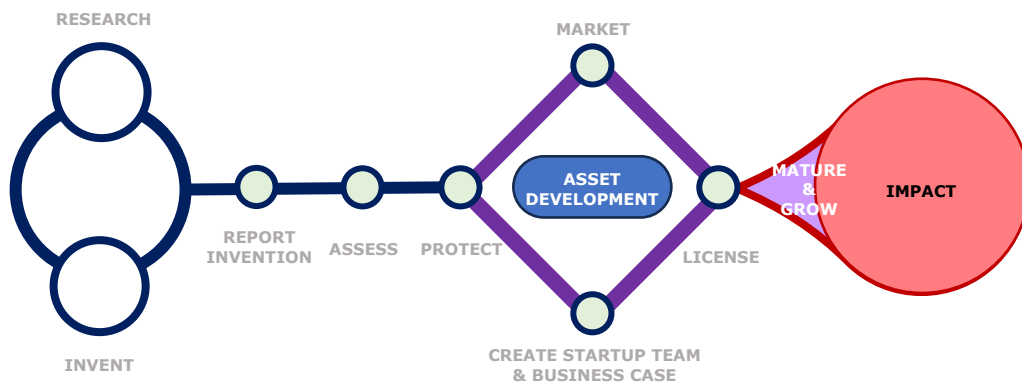 RESEARCH
MARKET
ASSET
DEVELOPMENT
MATURE
&
GROW
IMPACT
REPORT
INVENTION
ASSESS
PROTECT
LICENSE
INVENT
CREATE STARTUP TEAM
& BUSINESS CASE